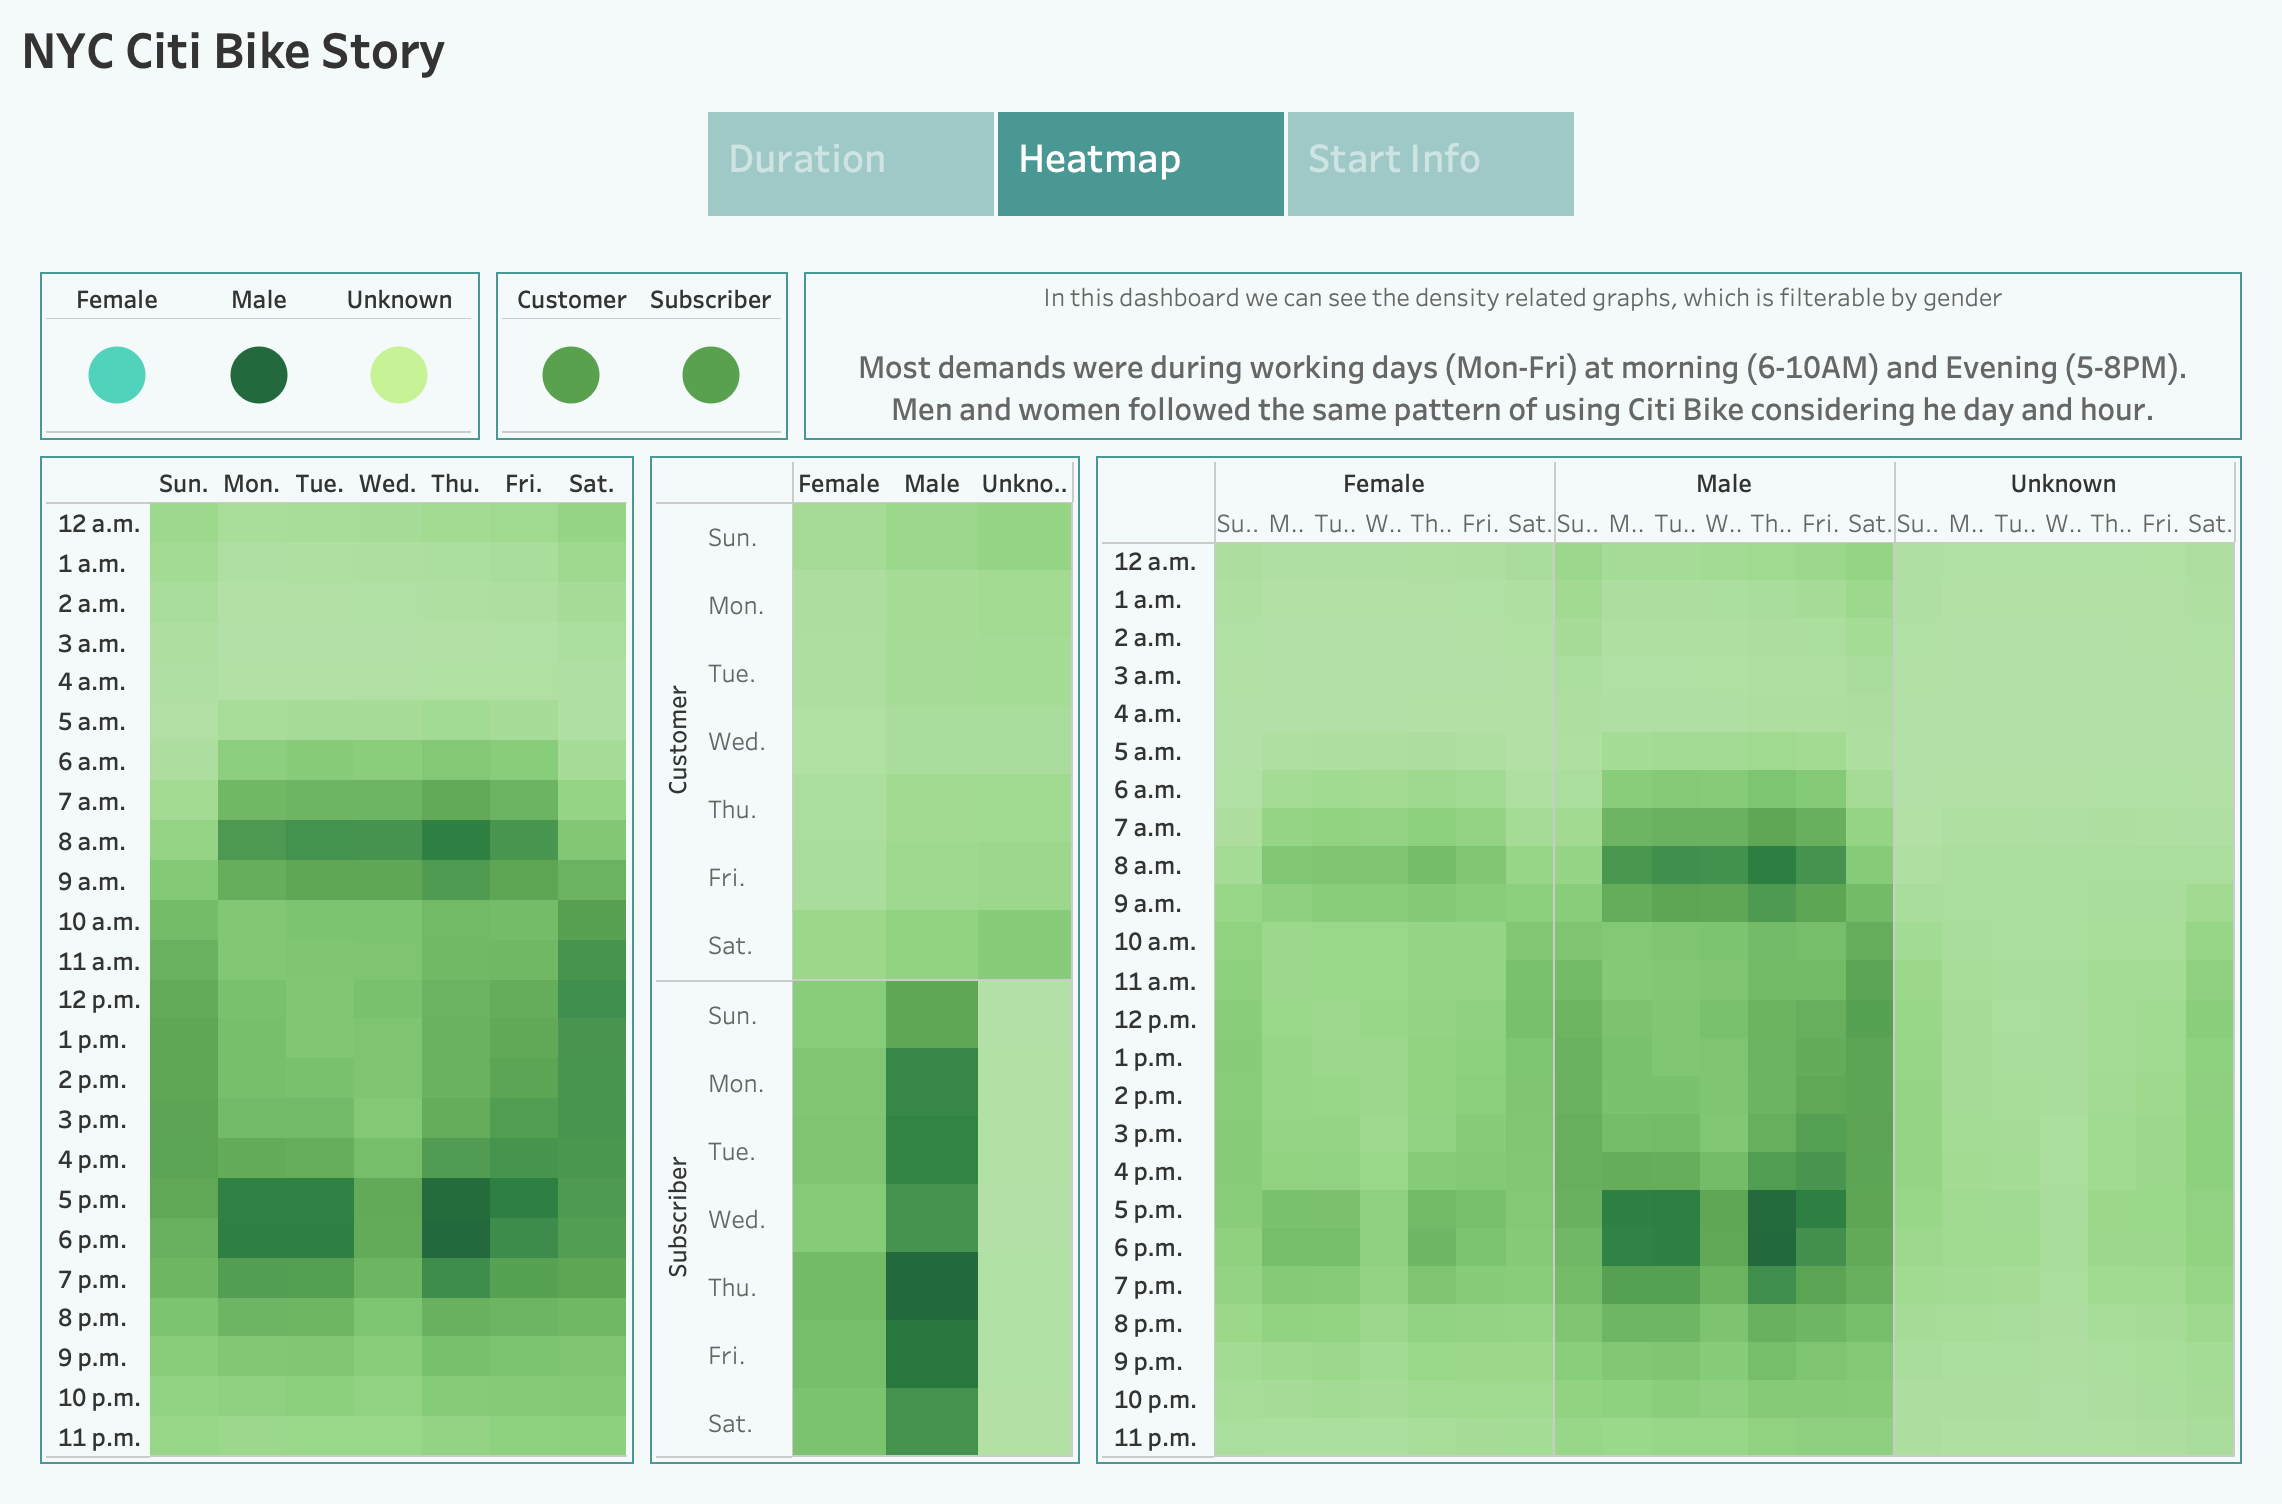 NYC Citi Bike Story
Duration
Heatmap
Start Info
Female Male Unknown
Customer Subscriber
In this dashboard we can see the density related graphs, which is filterable by gender
Most demands were during working days (Mon-Fri) at morning (6-10AM) and Evening (5-8PM).
Men and women followed the same pattern of using Citi Bike considering he day and hour.
Sun. Mon. Tue. Wed. Thu. Fri. Sat.
12 a.m.
1 a.m.
2 a.m.
3 a.m.
4 a.m.
5 a.m.
6 a.m.
7 a.m.
8 a.m.
9 a.m.
10 a.m.
11 a.m.
12 p.m.
1 p.m.
2 p.m.
3 p.m.
4 p.m.
5 p.m.
6 p.m.
7 p.m.
8 p.m.
9 p.m.
10 p.m.
11 p.m.
Female Male Unkno..
Customer
Sun.
Mon.
Tue.
Wed.
Thu.
Fri.
Sat.
Subscriber
Sun.
Mon.
Tue.
Wed.
Thu.
Fri.
Sat.
Female Male Unknown
Su.. M.. Tu.. W.. Th.. Fri. Sat. Su.. M.. Tu.. W.. Th.. Fri. Sat. Su.. M.. Tu.. W.. Th.. Fri. Sat.
12 a.m.
1 a.m.
2 a.m.
3 a.m.
4 a.m.
5 a.m.
6 a.m.
7 a.m.
8 a.m.
9 a.m.
10 a.m.
11 a.m.
12 p.m.
1 p.m.
2 p.m.
3 p.m.
4 p.m.
5 p.m.
6 p.m.
7 p.m.
8 p.m.
9 p.m.
10 p.m.
11 p.m.